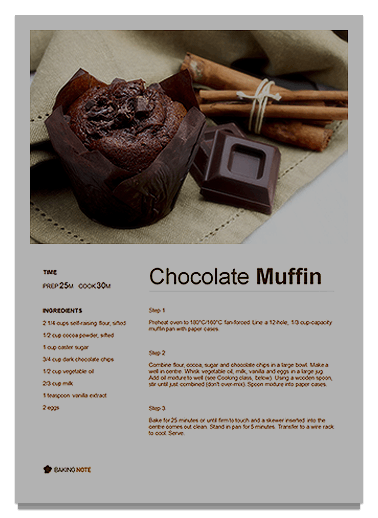 Chocolate Muffin
TIME
PREP 25M COOK 30M
INGREDIENTS
2 1/4 cups self-raising flour, sifted
1/2 cup cocoa powder, sifted
1 cup caster sugar
3/4 cup dark chocolate chips
1/2 cup vegetable oil
2/3 cup milk
1 teaspoon vanilla extract
2 eggs
Step 1
Preheat oven to 180°C/160°C fan-forced. Line a 12-hole, 1/3 cup-capacity
muffin pan with paper cases.
Step 2
Combine flour, cocoa, sugar and chocolate chips in a large bowl. Make a
well in centre. Whisk vegetable oil, milk, vanilla and eggs in a large jug.
Add oil mixture to well (see Cooking class, below). Using a wooden spoon,
stir until just combined (don't over-mix). Spoon mixture into paper cases.
Step 3
Bake for 25 minutes or until firm to touch and a skewer inserted into the
centre comes out clean. Stand in pan for 5 minutes. Transfer to a wire rack
to cool. Serve.
BAKING NOTE